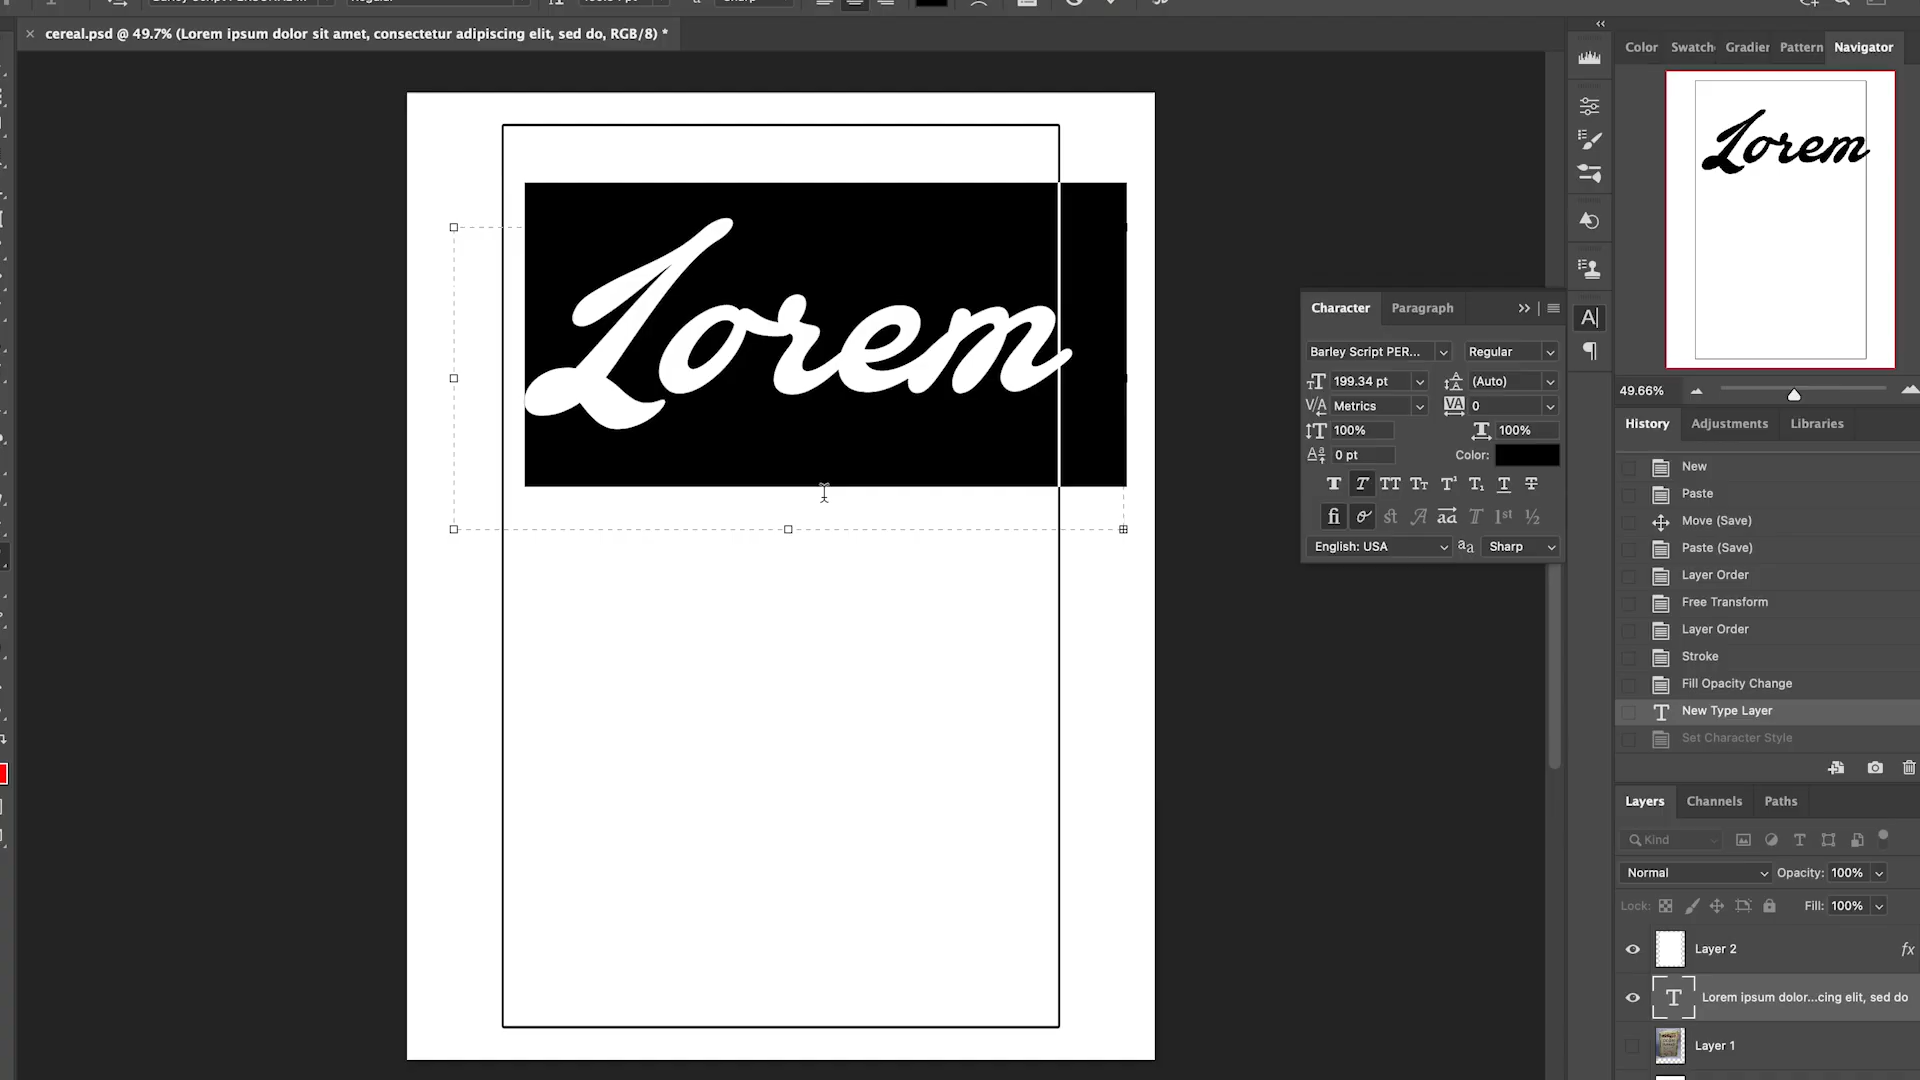 cereal.psd @ 49.7% (Lorem ipsum dolor sit amet, consectetur adipiscing elit, sed do, RGB/8) *
Color Swatch Gradier Pattern Navigator
Lorem
Lorem
Character Paragraph
Barley Script PER... Regular
199.34 pt (Auto)
Metrics 0
100% 100%
0 pt Color:
English: USA Sharp
49.66%
History Adjustments Libraries
New
Paste
Move (Save)
Paste (Save)
Layer Order
Free Transform
Layer Order
Stroke
Fill Opacity Change
New Type Layer
Set Character Style
Layers Channels Paths
Kind
Normal Opacity: 100%
Lock: Fill: 100%
Layer 2 fx
Lorem ipsum dolor...cing elit, sed do
Layer 1